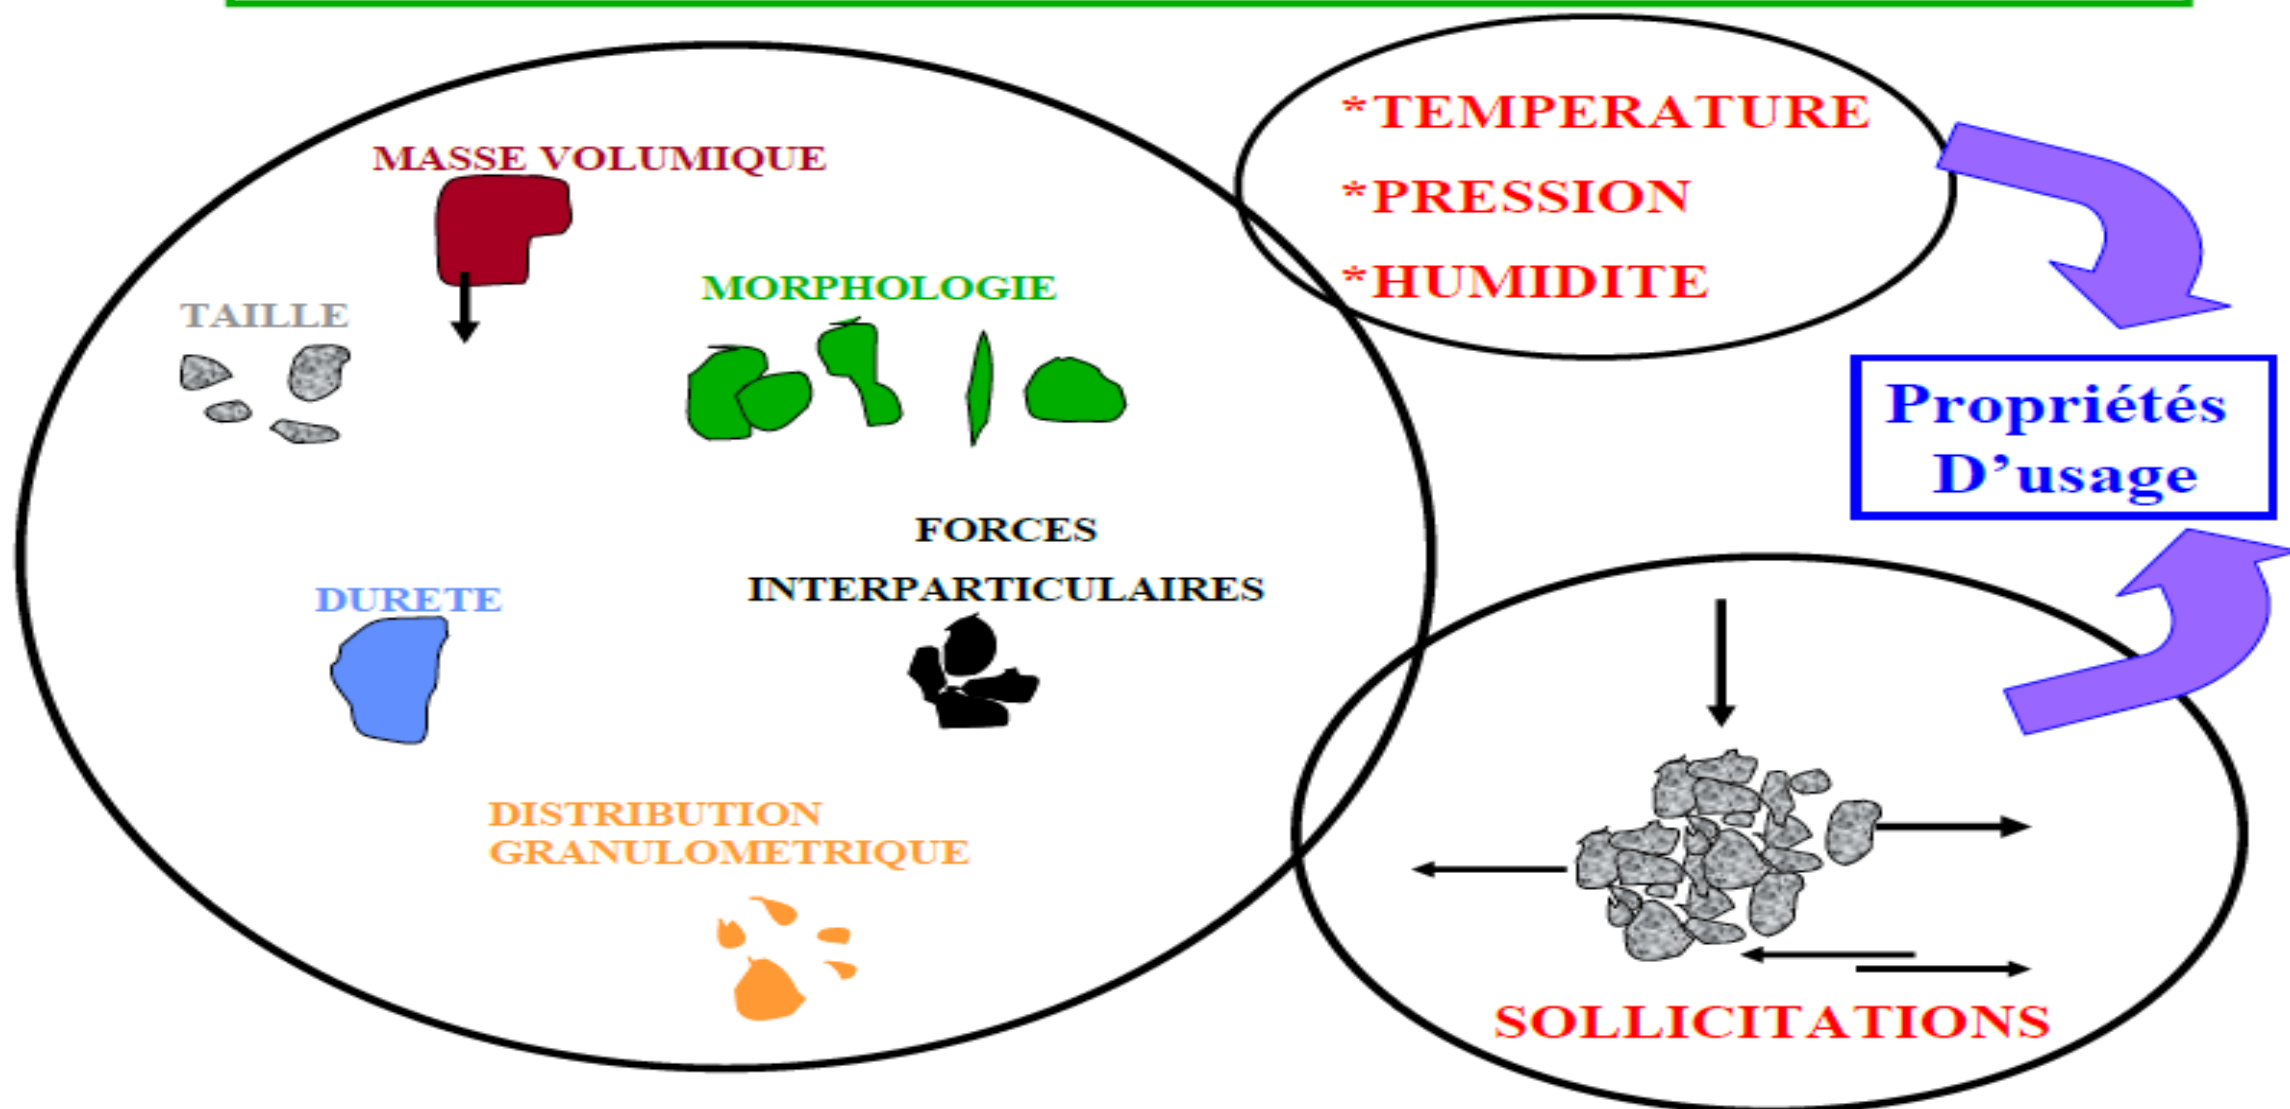 MASSE VOLUMIQUE
TAILLE
MORPHOLOGIE
FORCES
INTERPARTICULAIRES
DURETE
DISTRIBUTION
GRANULOMETRIQUE
*TEMPERATURE
*PRESSION
*HUMIDITE
Propriétés
D’usage
SOLLICITATIONS